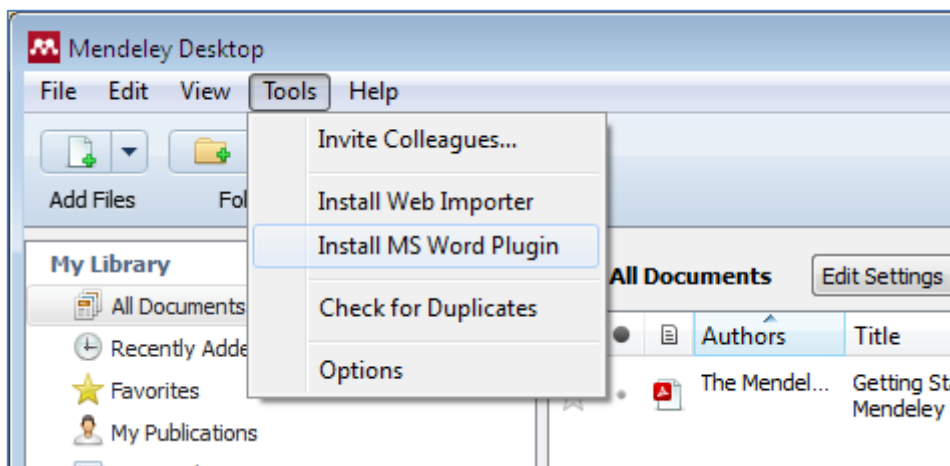 Mendeley Desktop
File Edit View Tools Help
Invite Colleagues...
Install Web Importer
Install MS Word Plugin
Check for Duplicates
Options
Add Files Fol
My Library
All Documents
Recently Adde
Favorites
My Publications
All Documents Edit Settings
Authors Title
The Mendel... Getting St
Mendeley